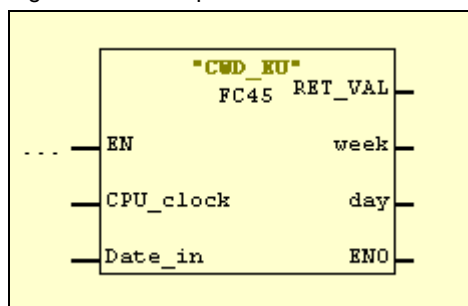 "CWD_EU"
FC45 RET_VAL
... EN week
CPU_clock day
Date_in ENO